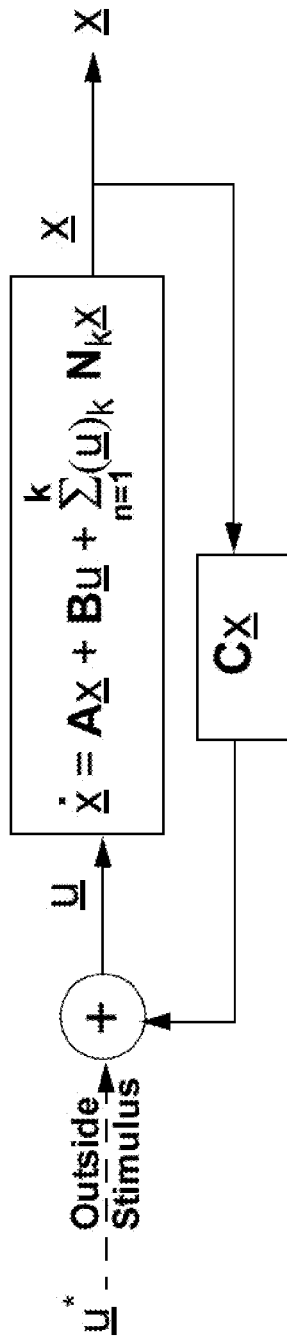 u*
Outside
Stimulus
+
u
ẋ = Ax + Bu + Σ(u)ₖ Nₖx
k
n=1
x
x
Cx